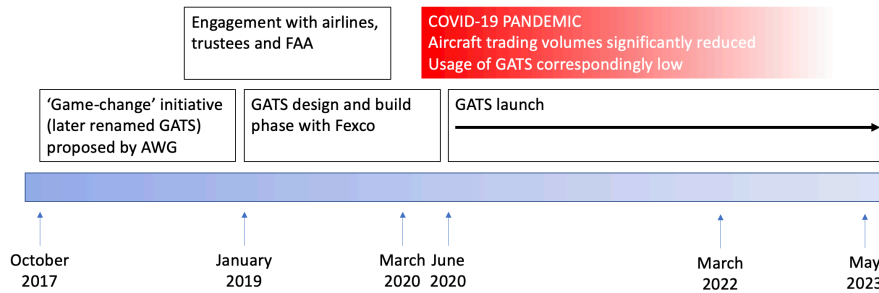 Engagement with airlines,
trustees and FAA
COVID-19 PANDEMIC
Aircraft trading volumes significantly reduced
Usage of GATS correspondingly low
‘Game-change’ initiative
(later renamed GATS)
proposed by AWG
GATS design and build
phase with Fexco
GATS launch
October
2017
January
2019
March
2020
June
2020
March
2022
May
2023